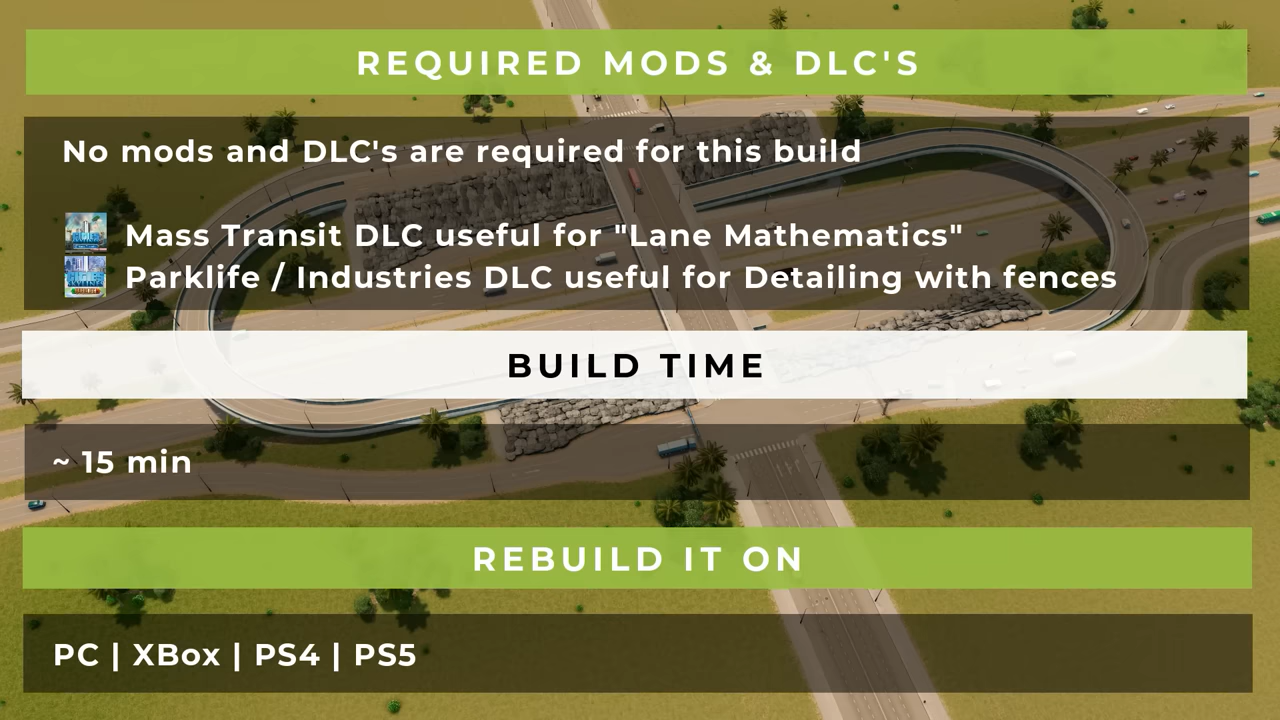 REQUIRED MODS & DLC'S
No mods and DLC's are required for this build
Mass Transit DLC useful for "Lane Mathematics"
Parklife / Industries DLC useful for Detailing with fences
BUILD TIME
~ 15 min
REBUILD IT ON
PC | XBox | PS4 | PS5